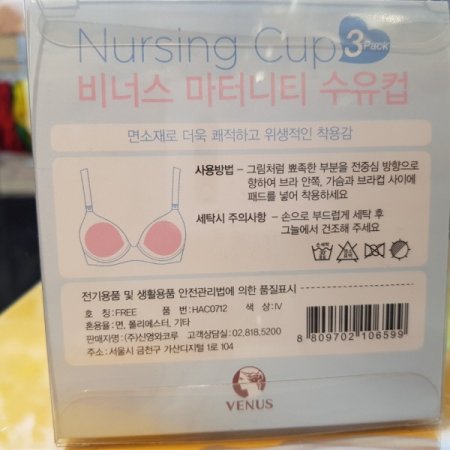 Nursing Cup 3Pack
비너스 마터니티 수유컵
면소재로 더욱 쾌적하고 위생적인 착용감
사용방법 – 그림처럼 뾰족한 부분을 전중심 방향으로
향하여 브라 안쪽, 가슴과 브라컵 사이에
패드를 넣어 착용하세요
세탁시 주의사항 – 손으로 부드럽게 세탁 후
그늘에서 건조해 주세요
전기용품 및 생활용품 안전관리법에 의한 품질표시
호 칭:FREE 품 번:HAC0712 색 상:IV
혼용율:면, 폴리에스터, 기타
판매자명:(주)신영와코루 고객상담실:02.818.5200
주소:서울시 금천구 가산디지털 1로 104
8 809702 106599
VENUS